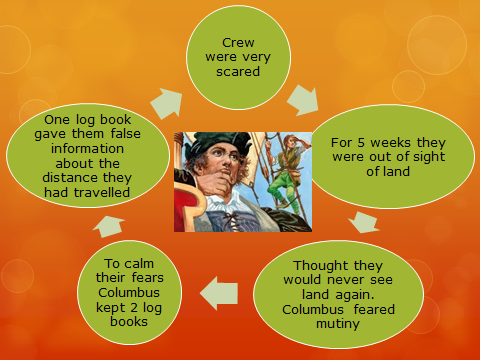 Crew
were very
scared
For 5 weeks they
were out of sight
of land
Thought they
would never see
land again.
Columbus feared
mutiny
To calm
their fears
Columbus
kept 2 log
books
One log book
gave them false
information
about the
distance they
had travelled